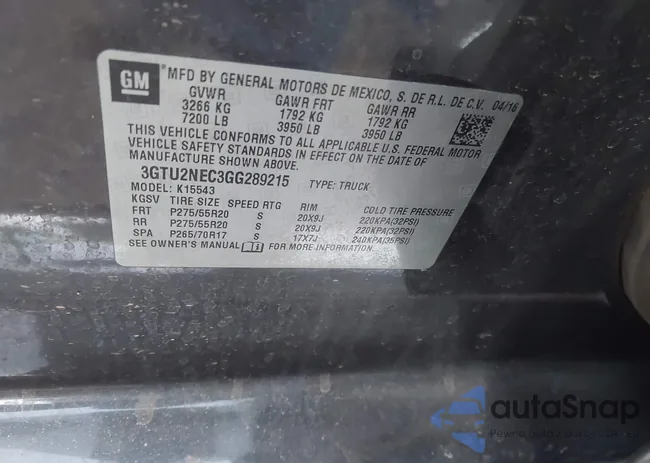 GM
MFD BY GENERAL MOTORS DE MEXICO, S. DE R.L. DE C.V. 04/16
GVWR GAWR FRT GAWR RR
3266 KG 1792 KG 1792 KG
7200 LB 3950 LB 3950 LB
THIS VEHICLE CONFORMS TO ALL APPLICABLE U.S. FEDERAL MOTOR
VEHICLE SAFETY STANDARDS IN EFFECT ON THE DATE OF
MANUFACTURE SHOWN ABOVE.
3GTU2NEC3GG289215 TYPE: TRUCK
MODEL: K15543
KGSV TIRE SIZE SPEED RTG RIM COLD TIRE PRESSURE
FRT P275/55R20 S 20X9J 220KPA(32PSI)
RR P275/55R20 S 20X9J 220KPA(32PSI)
SPA P265/70R17 S 17X7J 240KPA(35PSI)
SEE OWNER'S MANUAL FOR MORE INFORMATION.
autoSnap
Pewne auta z USA